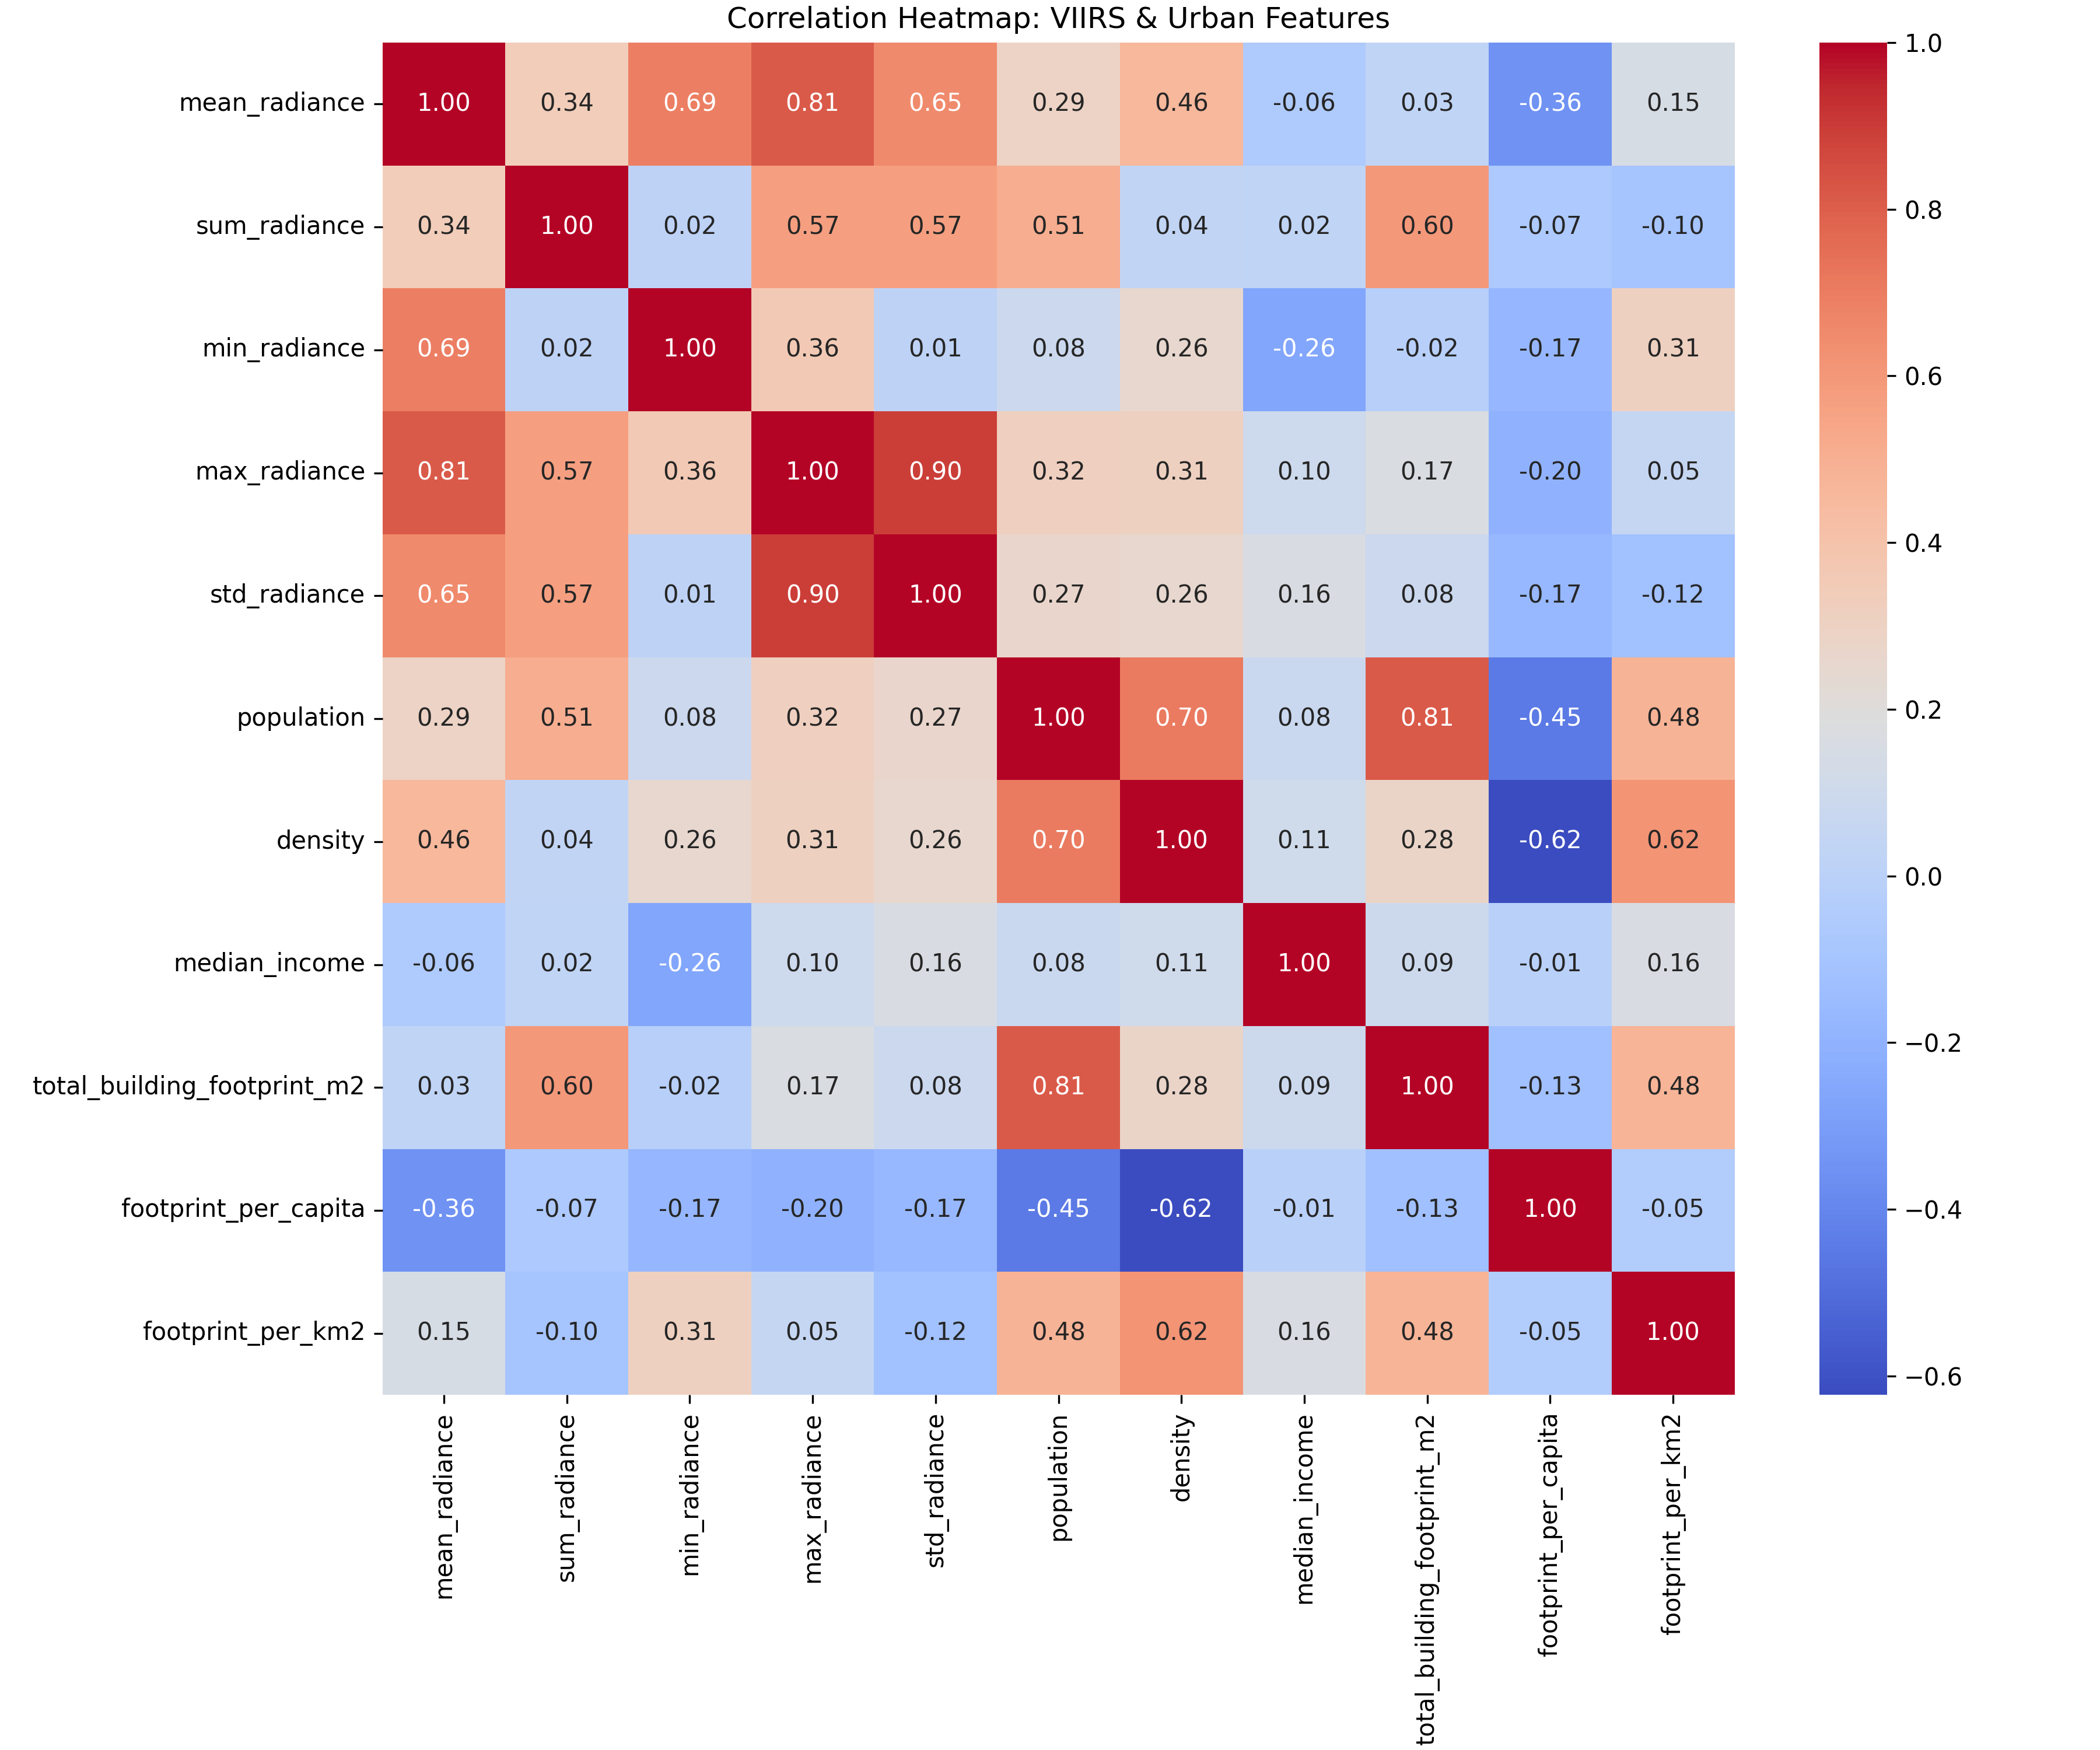 Correlation Heatmap: VIIRS & Urban Features
mean_radiance 1.00 0.34 0.69 0.81 0.65 0.29 0.46 -0.06 0.03 -0.36 0.15
sum_radiance 0.34 1.00 0.02 0.57 0.57 0.51 0.04 0.02 0.60 -0.07 -0.10
min_radiance 0.69 0.02 1.00 0.36 0.01 0.08 0.26 -0.26 -0.02 -0.17 0.31
max_radiance 0.81 0.57 0.36 1.00 0.90 0.32 0.31 0.10 0.17 -0.20 0.05
std_radiance 0.65 0.57 0.01 0.90 1.00 0.27 0.26 0.16 0.08 -0.17 -0.12
population 0.29 0.51 0.08 0.32 0.27 1.00 0.70 0.08 0.81 -0.45 0.48
density 0.46 0.04 0.26 0.31 0.26 0.70 1.00 0.11 0.28 -0.62 0.62
median_income -0.06 0.02 -0.26 0.10 0.16 0.08 0.11 1.00 0.09 -0.01 0.16
total_building_footprint_m2 0.03 0.60 -0.02 0.17 0.08 0.81 0.28 0.09 1.00 -0.13 0.48
footprint_per_capita -0.36 -0.07 -0.17 -0.20 -0.17 -0.45 -0.62 -0.01 -0.13 1.00 -0.05
footprint_per_km2 0.15 -0.10 0.31 0.05 -0.12 0.48 0.62 0.16 0.48 -0.05 1.00
mean_radiance
sum_radiance
min_radiance
max_radiance
std_radiance
population
density
median_income
total_building_footprint_m2
footprint_per_capita
footprint_per_km2
1.0
0.8
0.6
0.4
0.2
0.0
−0.2
−0.4
−0.6